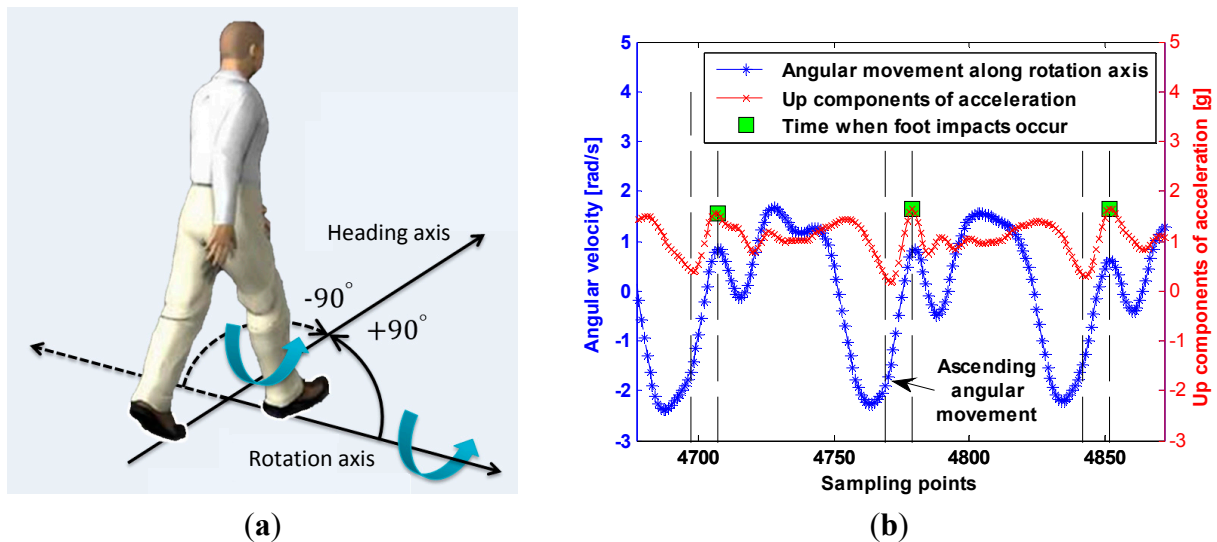 Heading axis
-90°
+90°
Rotation axis
(a)
Angular movement along rotation axis
Up components of acceleration
Time when foot impacts occur
Angular velocity [rad/s]
5
4
3
2
1
0
-1
-2
-3
5
4
3
2
1
0
-1
-2
-3
Up components of acceleration [g]
Ascending
angular
movement
4700 4750 4800 4850
Sampling points
(b)